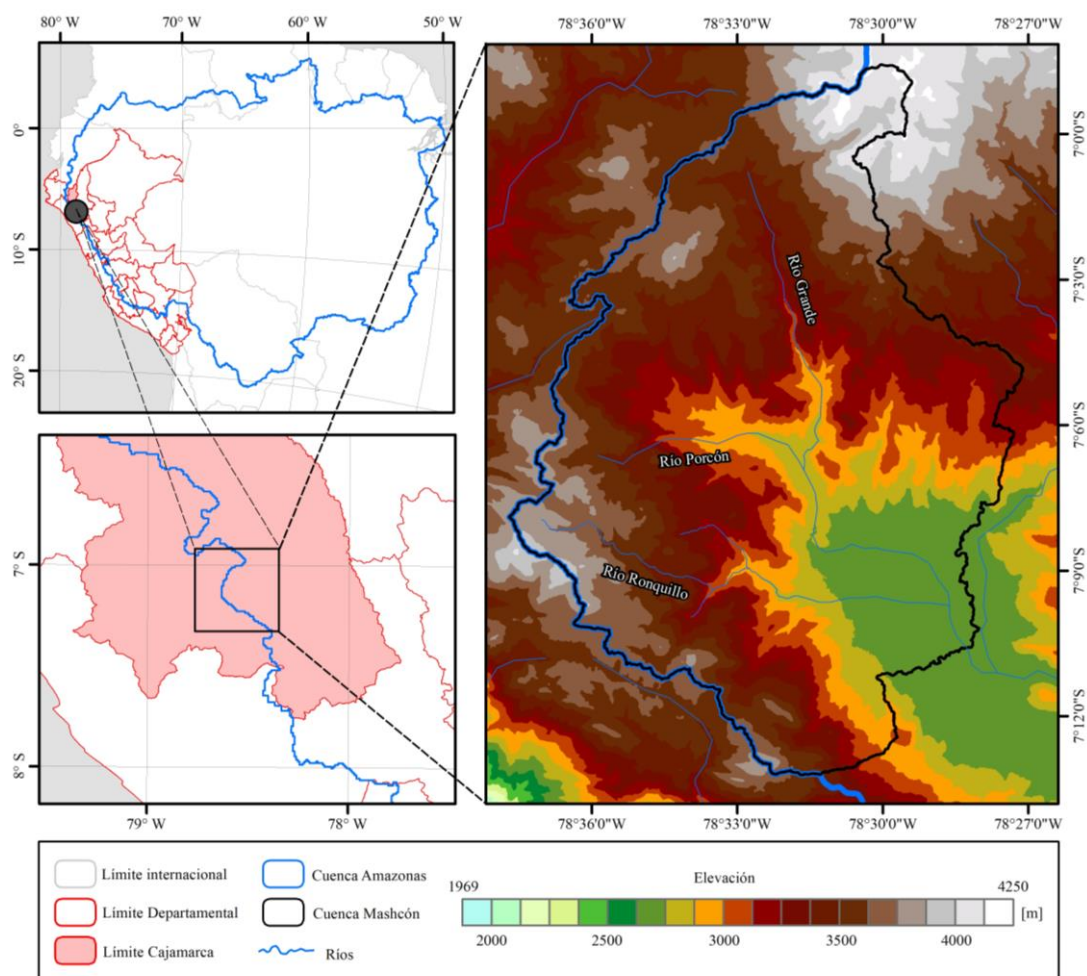 80° W
70° W
60° W
50° W
0°
10° S
20° S
7° S
8° S
79° W
78° W
78°36'0"W
78°33'0"W
78°30'0"W
78°27'0"W
7°0'0"S
7°3'0"S
7°6'0"S
7°9'0"S
7°12'0"S
78°36'0"W
78°33'0"W
78°30'0"W
78°27'0"W
Río Grande
Río Porcón
Río Ronquillo
Límite internacional
Límite Departamental
Límite Cajamarca
Cuenca Amazonas
Cuenca Mashcón
Ríos
Elevación
1969
4250
[m]
2000
2500
3000
3500
4000